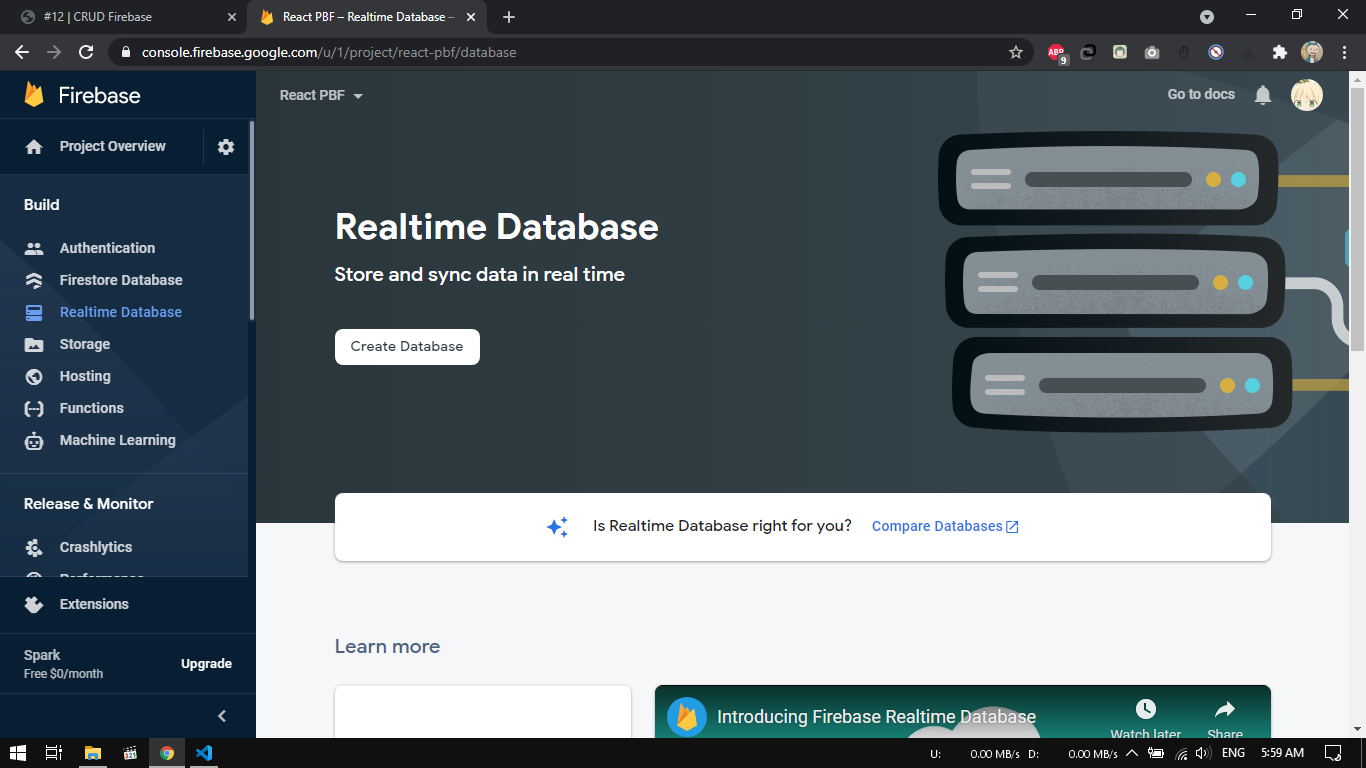 #12 | CRUD Firebase
React PBF – Realtime Database –
console.firebase.google.com/u/1/project/react-pbf/database
ABP
9
Firebase
React PBF
Go to docs
Project Overview
Build
Authentication
Firestore Database
Realtime Database
Storage
Hosting
Functions
Machine Learning
Release & Monitor
Crashlytics
Performance
Extensions
Spark
Free $0/month
Upgrade
Realtime Database
Store and sync data in real time
Create Database
Is Realtime Database right for you?
Compare Databases
Learn more
Introducing Firebase Realtime Database
Watch later
Share
U: 0.00 MB/s D: 0.00 MB/s
ENG
5:59 AM